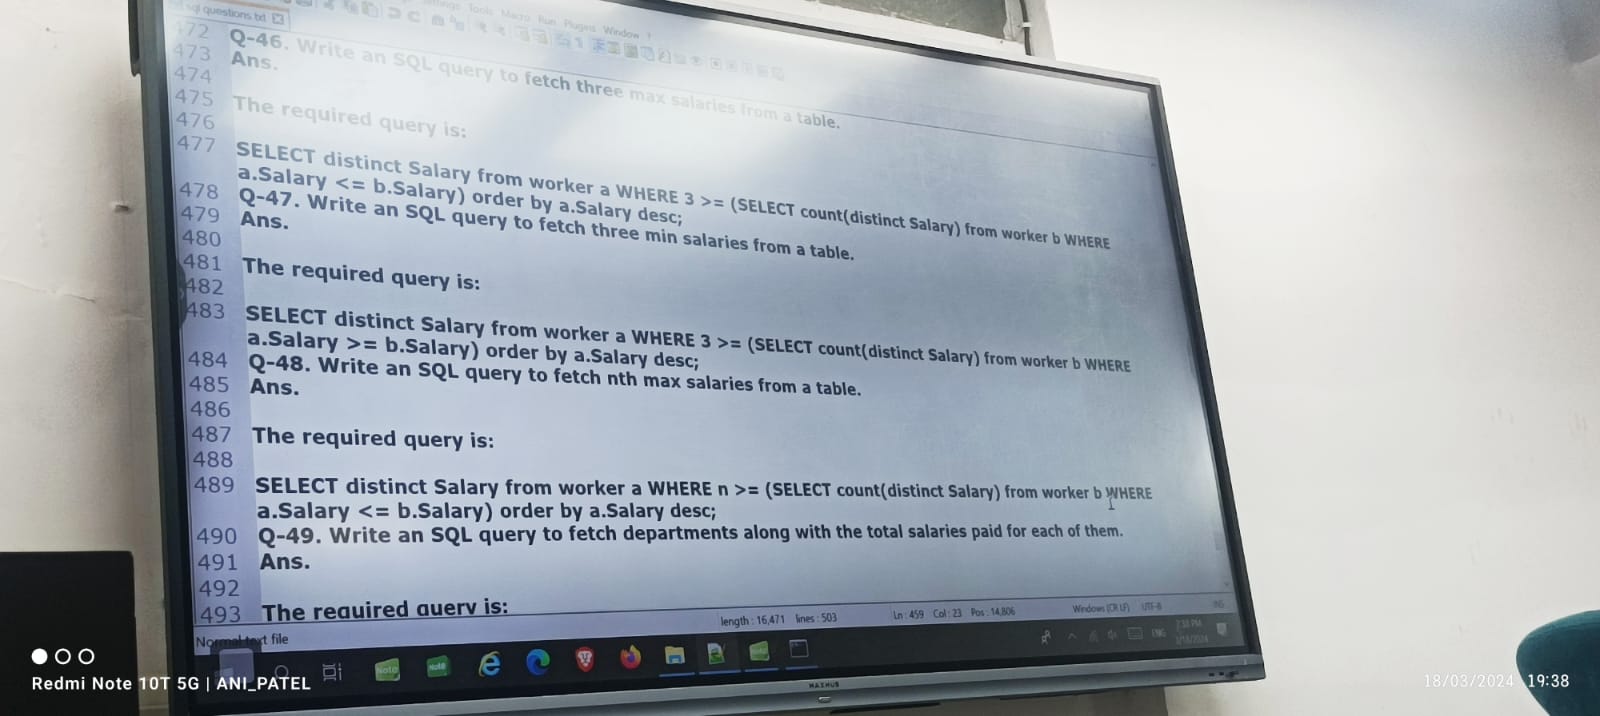 sql questions.txt
Settings Tools Macro Run Plugins Window ?
472 Q-46. Write an SQL query to fetch three max salaries from a table.
473 Ans.
474
475 The required query is:
476
477 SELECT distinct Salary from worker a WHERE 3 >= (SELECT count(distinct Salary) from worker b WHERE
a.Salary <= b.Salary) order by a.Salary desc;
478 Q-47. Write an SQL query to fetch three min salaries from a table.
479 Ans.
480
481 The required query is:
482
483 SELECT distinct Salary from worker a WHERE 3 >= (SELECT count(distinct Salary) from worker b WHERE
a.Salary >= b.Salary) order by a.Salary desc;
484 Q-48. Write an SQL query to fetch nth max salaries from a table.
485 Ans.
486
487 The required query is:
488
489 SELECT distinct Salary from worker a WHERE n >= (SELECT count(distinct Salary) from worker b WHERE
a.Salary <= b.Salary) order by a.Salary desc;
490 Q-49. Write an SQL query to fetch departments along with the total salaries paid for each of them.
491 Ans.
492
493 The required query is:
Normal text file length : 16,471 lines : 503 Ln : 459 Col : 23 Pos : 14,806 Windows (CR LF) UTF-8 INS
Note Note ENG 7:38 PM
3/18/2024
MAXHUB
Redmi Note 10T 5G | ANI_PATEL
18/03/2024 19:38